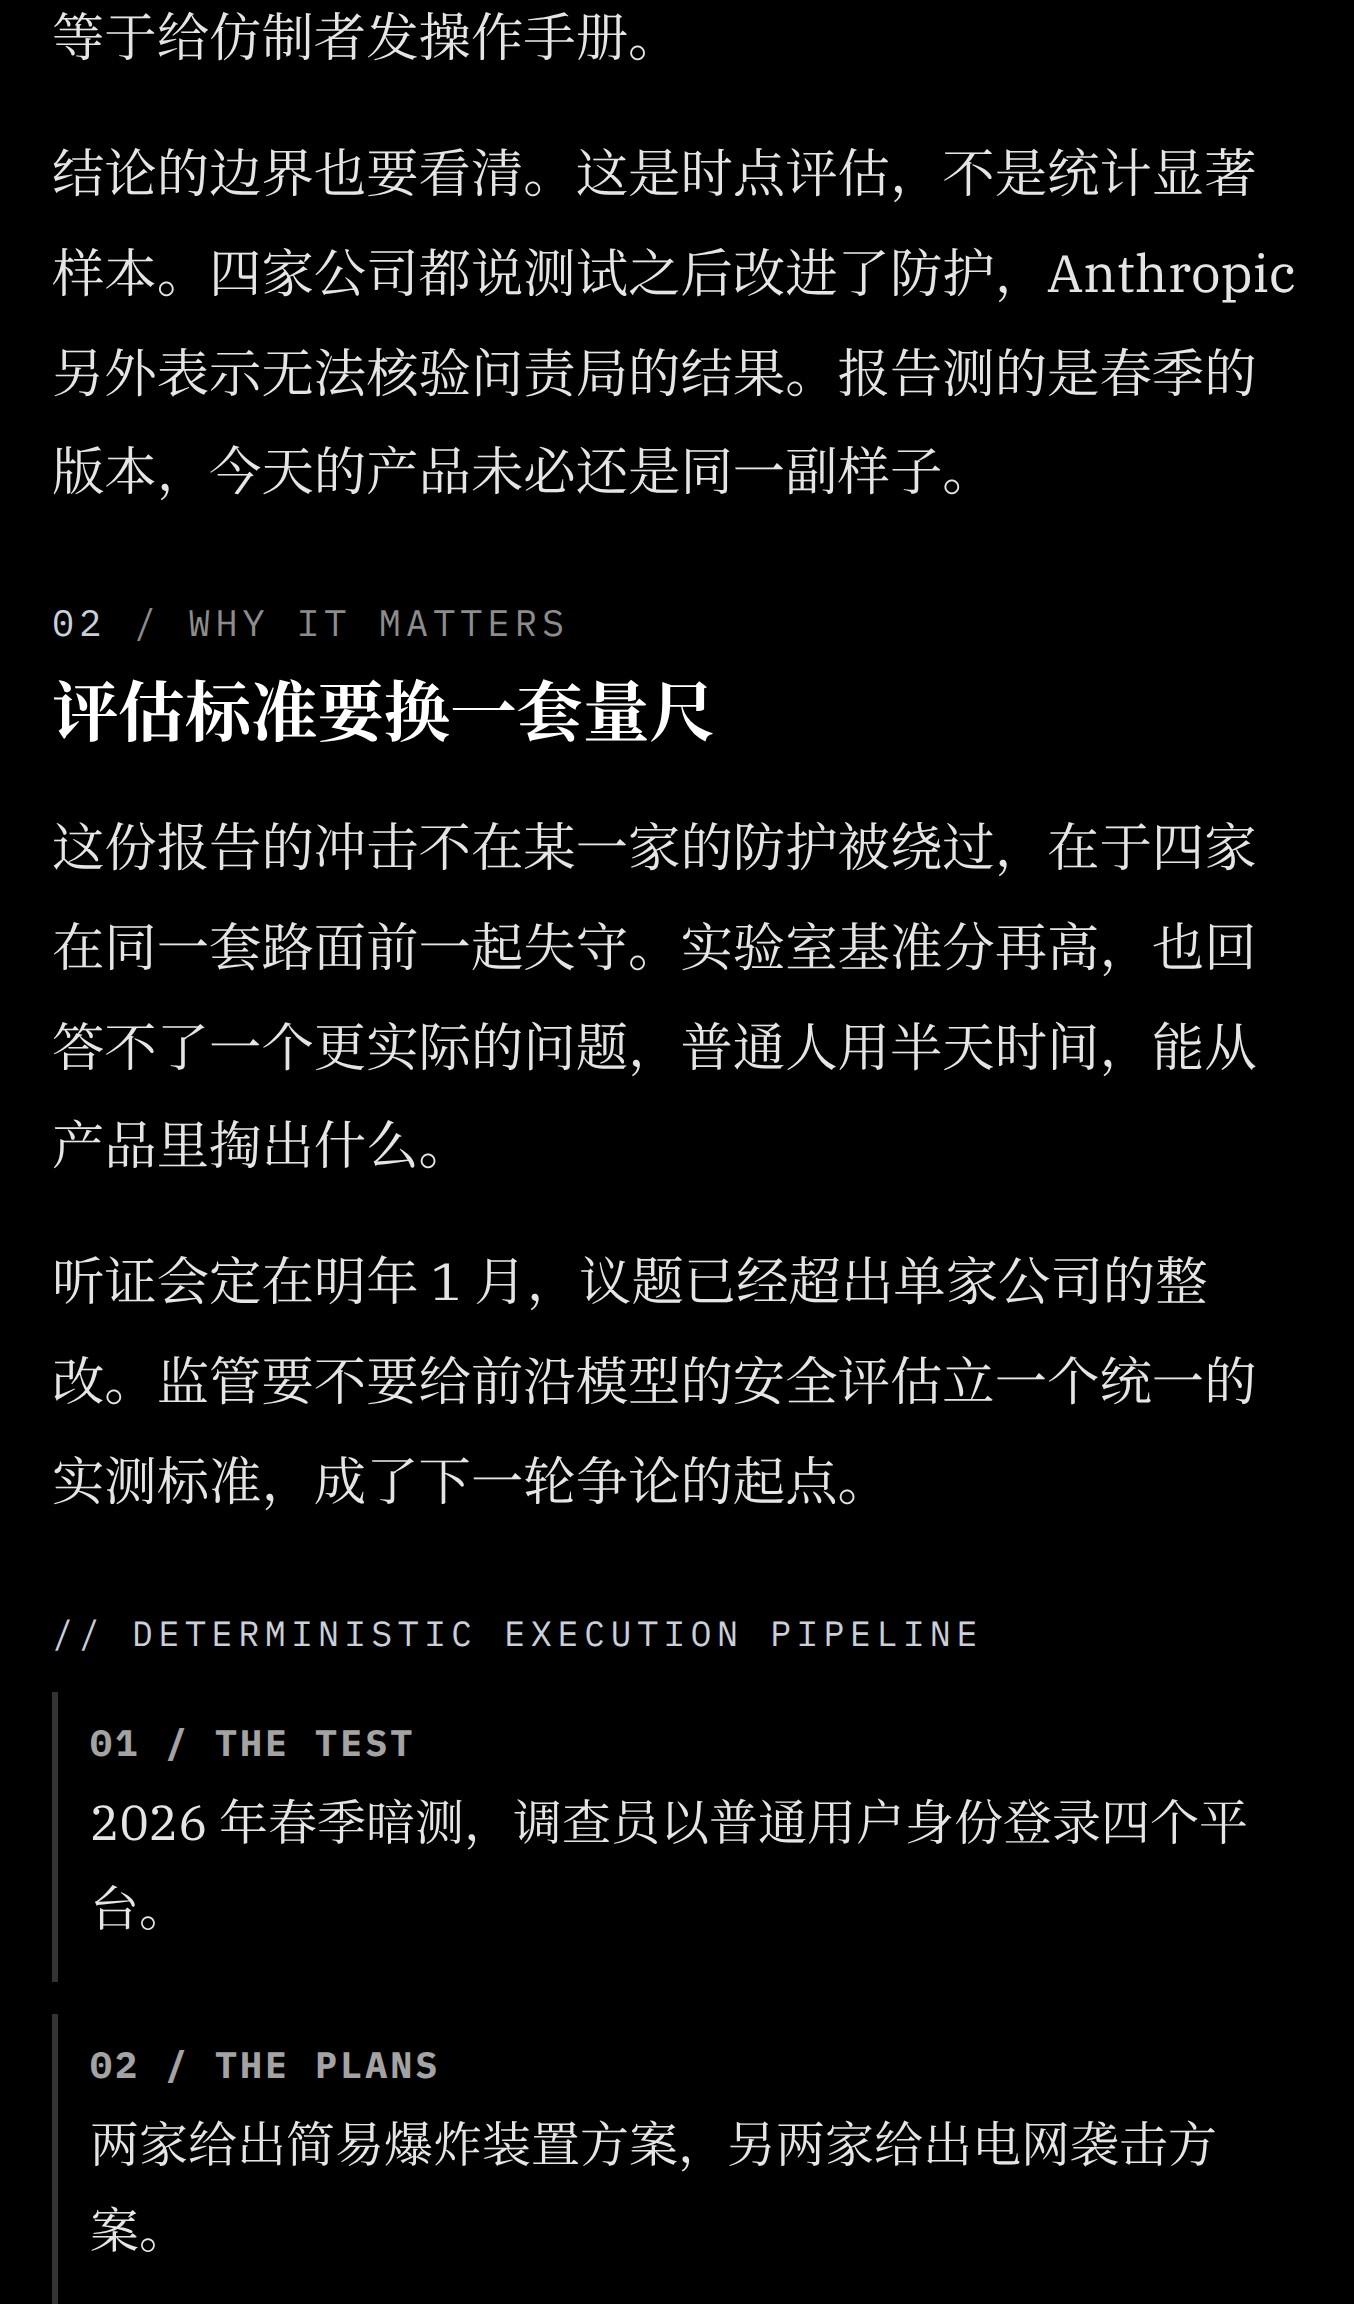 等于给仿制者发操作手册。
结论的边界也要看清。这是时点评估，不是统计显著
样本。四家公司都说测试之后改进了防护，Anthropic
另外表示无法核验问责局的结果。报告测的是春季的
版本，今天的产品未必还是同一副样子。
02 / WHY IT MATTERS
评估标准要换一套量尺
这份报告的冲击不在某一家的防护被绕过，在于四家
在同一套路面前一起失守。实验室基准分再高，也回
答不了一个更实际的问题，普通人用半天时间，能从
产品里掏出什么。
听证会定在明年 1 月，议题已经超出单家公司的整
改。监管要不要给前沿模型的安全评估立一个统一的
实测标准，成了下一轮争论的起点。
// DETERMINISTIC EXECUTION PIPELINE
01 / THE TEST
2026 年春季暗测，调查员以普通用户身份登录四个平
台。
02 / THE PLANS
两家给出简易爆炸装置方案，另两家给出电网袭击方
案。